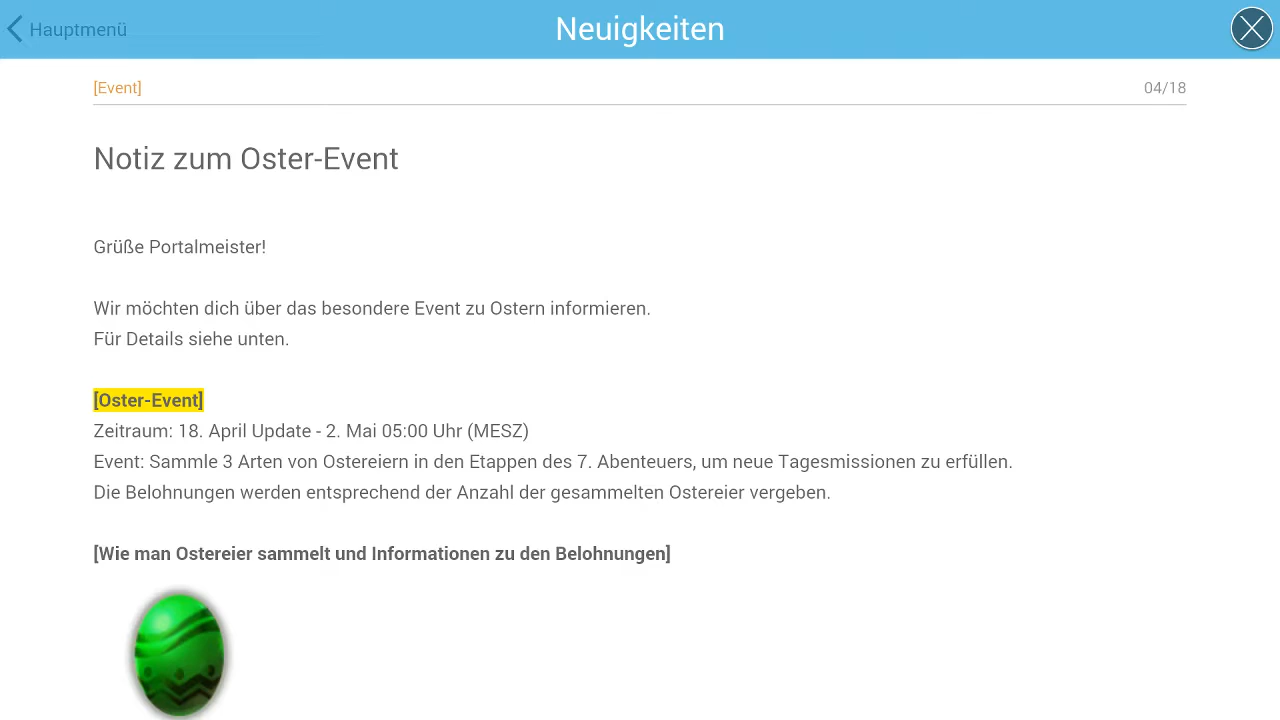 Hauptmenü
Neuigkeiten
[Event]
04/18
Notiz zum Oster-Event
Grüße Portalmeister!
Wir möchten dich über das besondere Event zu Ostern informieren.
Für Details siehe unten.
[Oster-Event]
Zeitraum: 18. April Update - 2. Mai 05:00 Uhr (MESZ)
Event: Sammle 3 Arten von Ostereiern in den Etappen des 7. Abenteuers, um neue Tagesmissionen zu erfüllen.
Die Belohnungen werden entsprechend der Anzahl der gesammelten Ostereier vergeben.
[Wie man Ostereier sammelt und Informationen zu den Belohnungen]